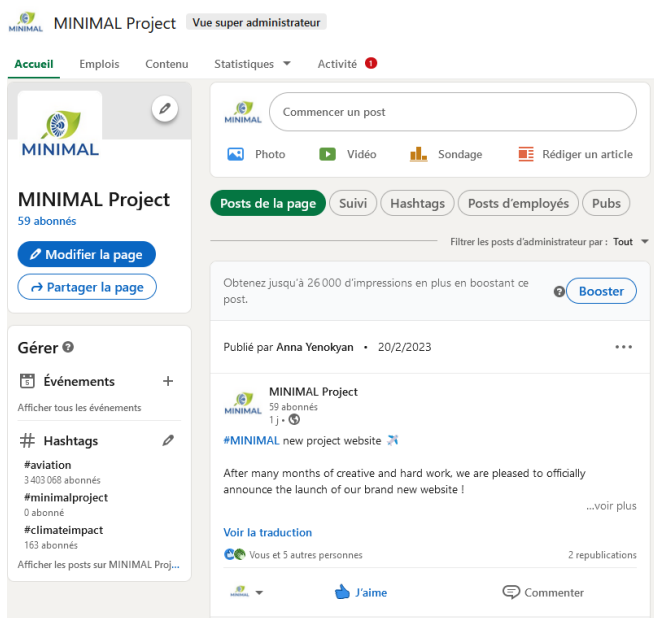 MINIMAL MINIMAL Project Vue super administrateur
Accueil Emplois Contenu Statistiques Activité 1
MINIMAL
MINIMAL Project
59 abonnés
Modifier la page
Partager la page
Gérer
Événements
Afficher tous les événements
Hashtags
#aviation
3 403 068 abonnés
#minimalproject
0 abonné
#climateimpact
163 abonnés
Afficher les posts sur MINIMAL Proj...
MINIMAL Commencer un post
Photo Vidéo Sondage Rédiger un article
Posts de la page Suivi Hashtags Posts d'employés Pubs
Filtrer les posts d'administrateur par : Tout
Obtenez jusqu'à 26 000 d'impressions en plus en boostant ce
post.
Booster
Publié par Anna Yenokyan • 20/2/2023
MINIMAL
MINIMAL Project
59 abonnés
1 j •
#MINIMAL new project website ✈️
After many months of creative and hard work, we are pleased to officially
announce the launch of our brand new website !
...voir plus
Voir la traduction
Vous et 5 autres personnes 2 republications
MINIMAL J'aime Commenter